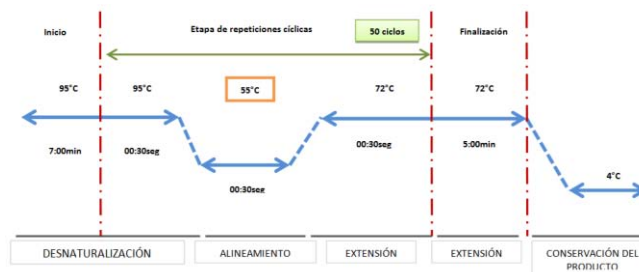 Inicio
Etapa de repeticiones cíclicas
50 ciclos
Finalización
95°C
95°C
55°C
72°C
72°C
7:00min
00:30seg
00:30seg
00:30seg
5:00min
4°C
DESNATURALIZACIÓN
ALINEAMIENTO
EXTENSIÓN
EXTENSIÓN
CONSERVACIÓN DEL
PRODUCTO